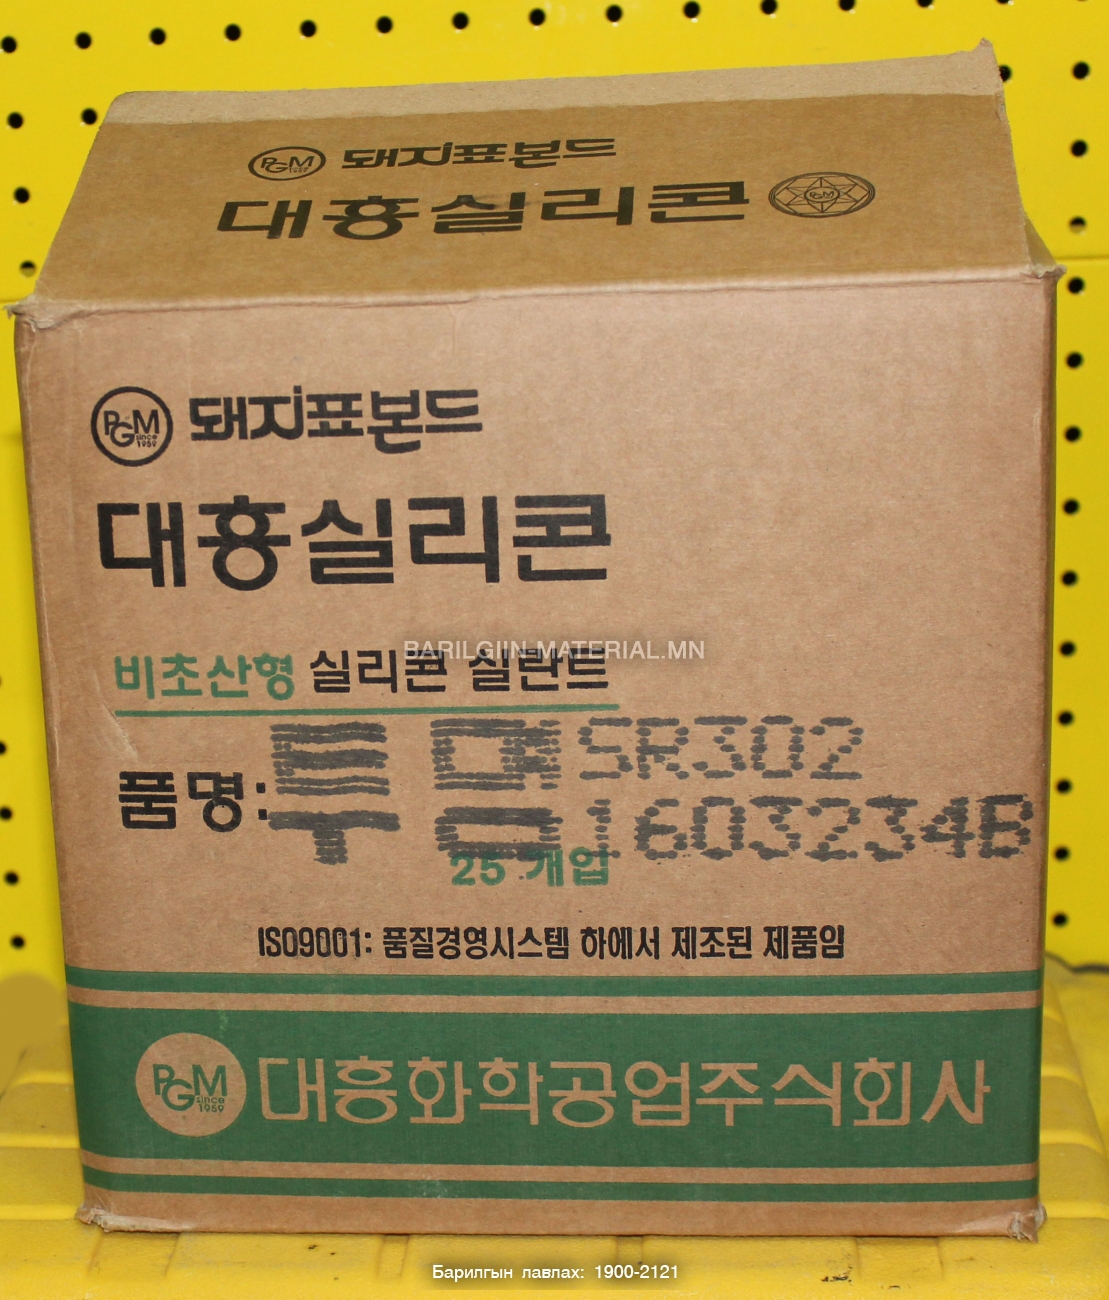 PGM since 1959 돼지표본드
대흥실리콘 PGM
PGM since 1959 돼지표본드
대흥실리콘
BARILGIIN-MATERIAL.MN
비초산형 실리콘 실란트
품명: 투명 SR302
1603234B
25 개입
ISO9001: 품질경영시스템 하에서 제조된 제품임
PGM since 1959 대흥화학공업주식회사
Барилгын лавлах: 1900-2121